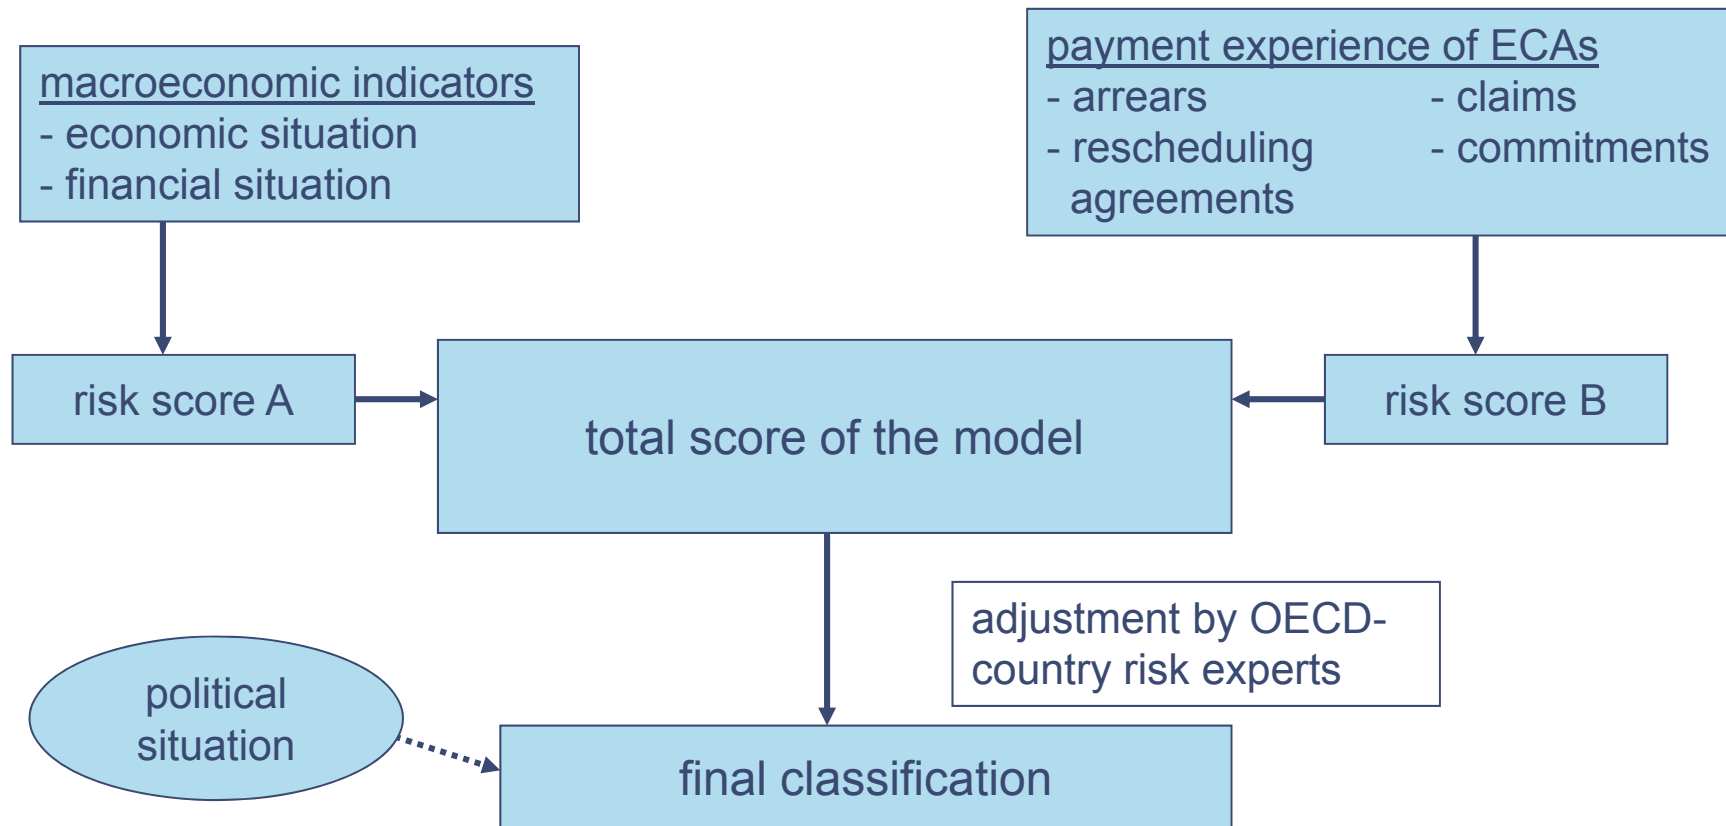 macroeconomic indicators
- economic situation
- financial situation
payment experience of ECAs
- arrears - claims
- rescheduling - commitments
agreements
risk score A
total score of the model
risk score B
adjustment by OECD-
country risk experts
political
situation
final classification